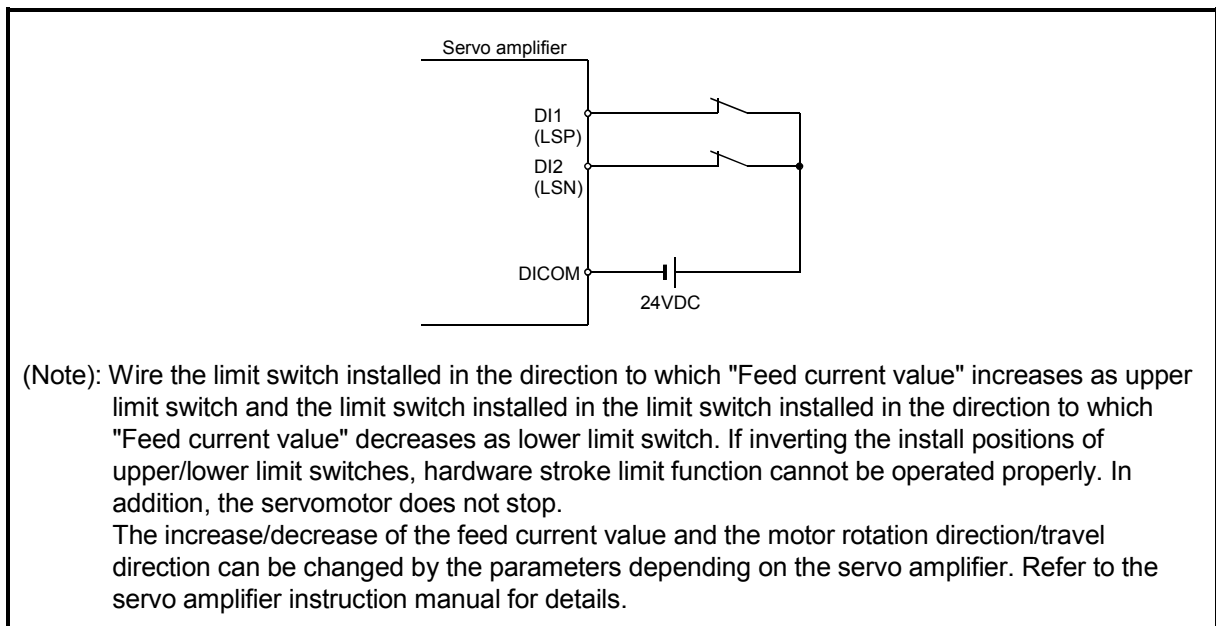 Servo amplifier
DI1
(LSP)
DI2
(LSN)
DICOM
24VDC
(Note): Wire the limit switch installed in the direction to which "Feed current value" increases as upper
limit switch and the limit switch installed in the limit switch installed in the direction to which
"Feed current value" decreases as lower limit switch. If inverting the install positions of
upper/lower limit switches, hardware stroke limit function cannot be operated properly. In
addition, the servomotor does not stop.
The increase/decrease of the feed current value and the motor rotation direction/travel
direction can be changed by the parameters depending on the servo amplifier. Refer to the
servo amplifier instruction manual for details.